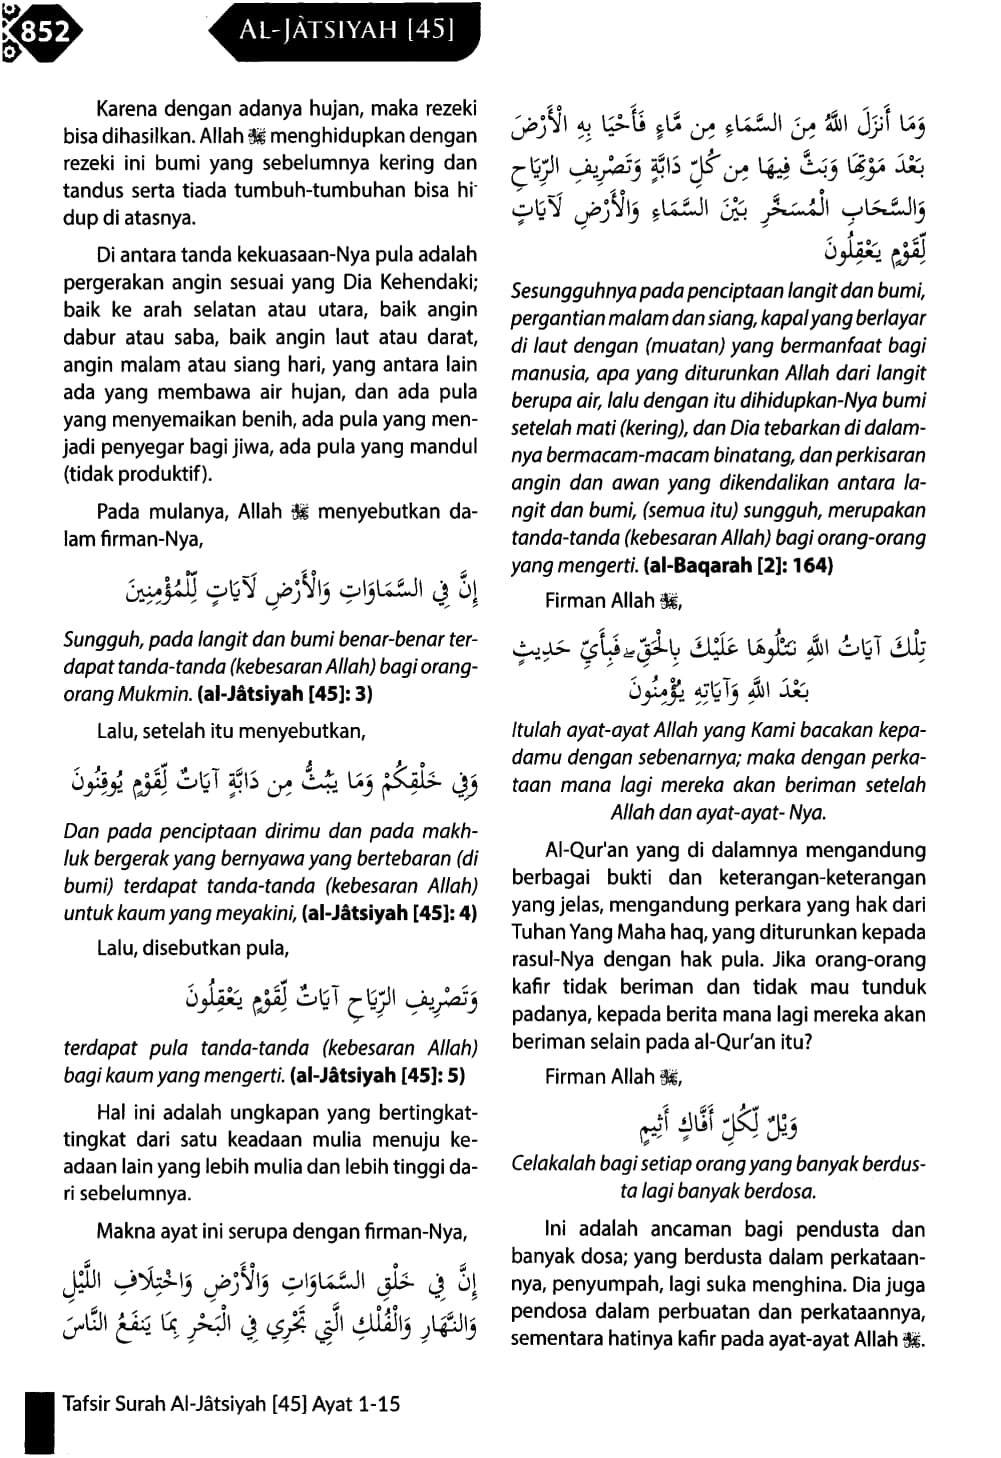 852
AL-JÂTSIYAH [45]
Karena dengan adanya hujan, maka rezeki
bisa dihasilkan. Allah ﷻ menghidupkan dengan
rezeki ini bumi yang sebelumnya kering dan
tandus serta tiada tumbuh-tumbuhan bisa hi-
dup di atasnya.
Di antara tanda kekuasaan-Nya pula adalah
pergerakan angin sesuai yang Dia Kehendaki;
baik ke arah selatan atau utara, baik angin
dabur atau saba, baik angin laut atau darat,
angin malam atau siang hari, yang antara lain
ada yang membawa air hujan, dan ada pula
yang menyemaikan benih, ada pula yang men-
jadi penyegar bagi jiwa, ada pula yang mandul
(tidak produktif).
Pada mulanya, Allah ﷻ menyebutkan da-
lam firman-Nya,
إِنَّ فِي السَّمَاوَاتِ وَالْأَرْضِ لَآيَاتٍ لِّلْمُؤْمِنِينَ
Sungguh, pada langit dan bumi benar-benar ter-
dapat tanda-tanda (kebesaran Allah) bagi orang-
orang Mukmin. (al-Jâtsiyah [45]: 3)
Lalu, setelah itu menyebutkan,
وَفِي خَلْقِكُمْ وَمَا يَبُثُّ مِن دَابَّةٍ آيَاتٌ لِّقَوْمٍ يُوقِنُونَ
Dan pada penciptaan dirimu dan pada makh-
luk bergerak yang bernyawa yang bertebaran (di
bumi) terdapat tanda-tanda (kebesaran Allah)
untuk kaum yang meyakini, (al-Jâtsiyah [45]: 4)
Lalu, disebutkan pula,
وَتَصْرِيفِ الرِّيَاحِ آيَاتٌ لِّقَوْمٍ يَعْقِلُونَ
terdapat pula tanda-tanda (kebesaran Allah)
bagi kaum yang mengerti. (al-Jâtsiyah [45]: 5)
Hal ini adalah ungkapan yang bertingkat-
tingkat dari satu keadaan mulia menuju ke-
adaan lain yang lebih mulia dan lebih tinggi da-
ri sebelumnya.
Makna ayat ini serupa dengan firman-Nya,
إِنَّ فِي خَلْقِ السَّمَاوَاتِ وَالْأَرْضِ وَاخْتِلَافِ اللَّيْلِ
وَالنَّهَارِ وَالْفُلْكِ الَّتِي تَجْرِي فِي الْبَحْرِ بِمَا يَنفَعُ النَّاسَ
وَمَا أَنزَلَ اللَّهُ مِنَ السَّمَاءِ مِن مَّاءٍ فَأَحْيَا بِهِ الْأَرْضَ
بَعْدَ مَوْتِهَا وَبَثَّ فِيهَا مِن كُلِّ دَابَّةٍ وَتَصْرِيفِ الرِّيَاحِ
وَالسَّحَابِ الْمُسَخَّرِ بَيْنَ السَّمَاءِ وَالْأَرْضِ لَآيَاتٍ
لِّقَوْمٍ يَعْقِلُونَ
Sesungguhnya pada penciptaan langit dan bumi,
pergantian malam dan siang, kapal yang berlayar
di laut dengan (muatan) yang bermanfaat bagi
manusia, apa yang diturunkan Allah dari langit
berupa air, lalu dengan itu dihidupkan-Nya bumi
setelah mati (kering), dan Dia tebarkan di dalam-
nya bermacam-macam binatang, dan perkisaran
angin dan awan yang dikendalikan antara la-
ngit dan bumi, (semua itu) sungguh, merupakan
tanda-tanda (kebesaran Allah) bagi orang-orang
yang mengerti. (al-Baqarah [2]: 164)
Firman Allah ﷻ,
تِلْكَ آيَاتُ اللَّهِ نَتْلُوهَا عَلَيْكَ بِالْحَقِّ ۖ فَبِأَيِّ حَدِيثٍ
بَعْدَ اللَّهِ وَآيَاتِهِ يُؤْمِنُونَ
Itulah ayat-ayat Allah yang Kami bacakan kepa-
damu dengan sebenarnya; maka dengan perka-
taan mana lagi mereka akan beriman setelah
Allah dan ayat-ayat- Nya.
Al-Qur'an yang di dalamnya mengandung
berbagai bukti dan keterangan-keterangan
yang jelas, mengandung perkara yang hak dari
Tuhan Yang Maha haq, yang diturunkan kepada
rasul-Nya dengan hak pula. Jika orang-orang
kafir tidak beriman dan tidak mau tunduk
padanya, kepada berita mana lagi mereka akan
beriman selain pada al-Qur'an itu?
Firman Allah ﷻ,
وَيْلٌ لِّكُلِّ أَفَّاكٍ أَثِيمٍ
Celakalah bagi setiap orang yang banyak berdus-
ta lagi banyak berdosa.
Ini adalah ancaman bagi pendusta dan
banyak dosa; yang berdusta dalam perkataan-
nya, penyumpah, lagi suka menghina. Dia juga
pendosa dalam perbuatan dan perkataannya,
sementara hatinya kafir pada ayat-ayat Allah ﷻ.
Tafsir Surah Al-Jâtsiyah [45] Ayat 1-15